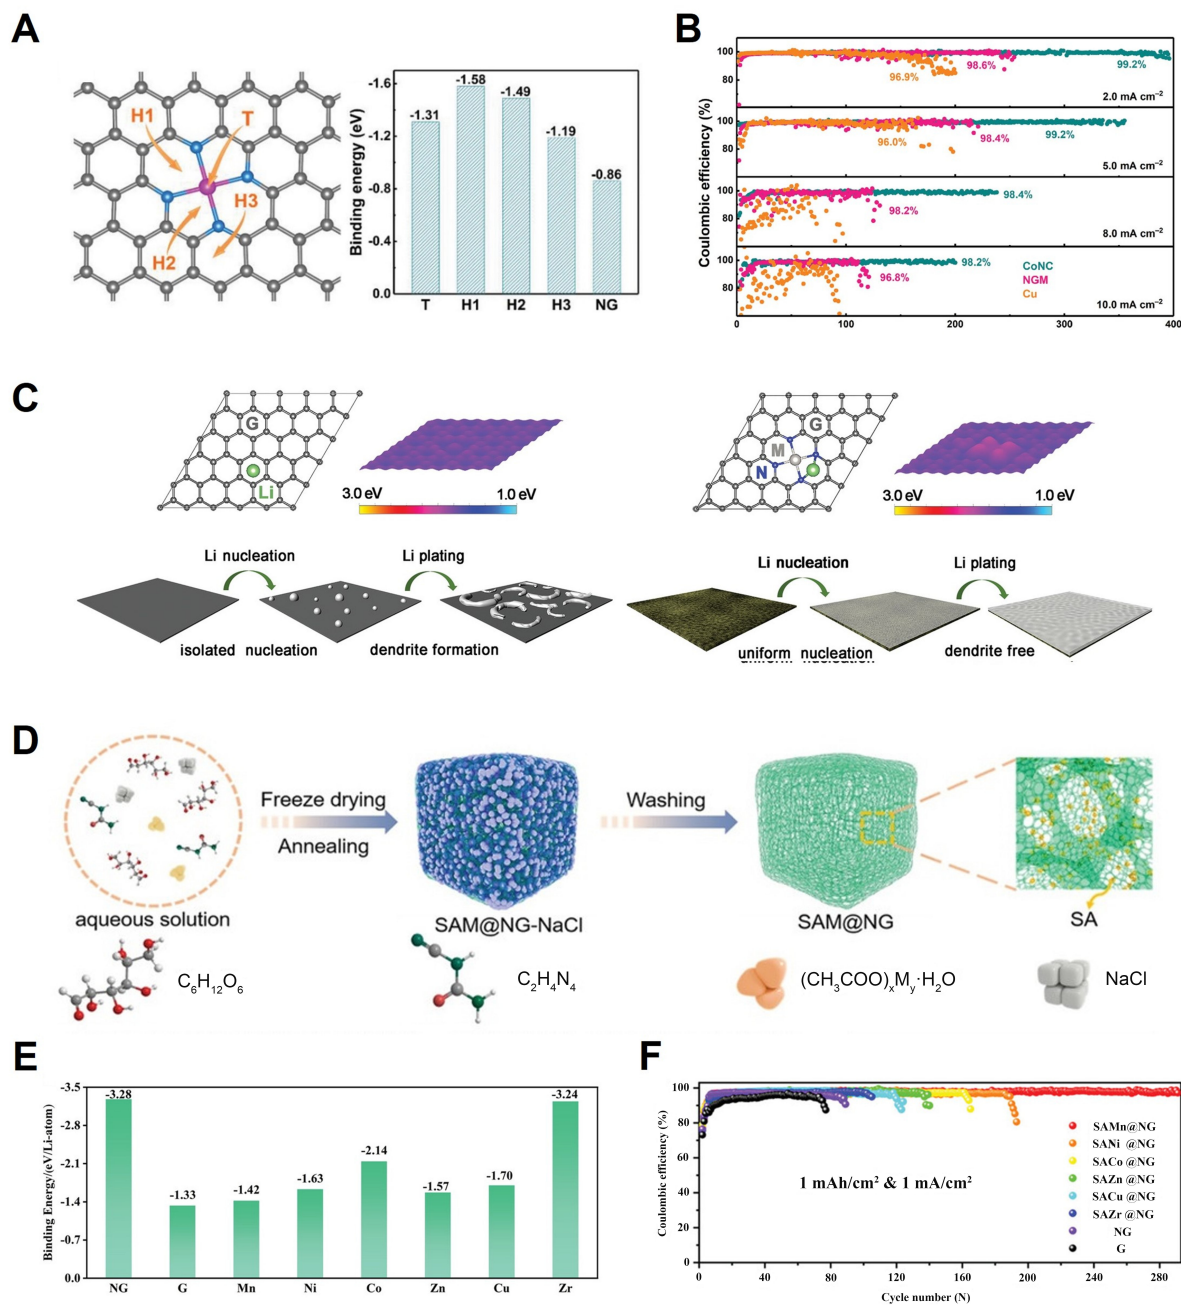 A
H1
T
H3
H2
Binding energy (eV)
-1.6
-1.2
-0.8
-0.4
0.0
-1.31
-1.58
-1.49
-1.19
-0.86
T
H1
H2
H3
NG
B
Coulombic efficiency (%)
100
80
96.9%
98.6%
99.2%
2.0 mA cm⁻²
100
80
96.0%
98.4%
99.2%
5.0 mA cm⁻²
100
80
98.2%
98.4%
8.0 mA cm⁻²
100
80
96.8%
98.2%
CoNC
NGM
Cu
10.0 mA cm⁻²
0
100
200
300
400
C
G
Li
3.0 eV
1.0 eV
G
M
N
3.0 eV
1.0 eV
Li nucleation
Li plating
isolated nucleation
dendrite formation
Li nucleation
Li plating
uniform nucleation
dendrite free
D
Freeze drying
Annealing
Washing
aqueous solution
SAM@NG-NaCl
SAM@NG
SA
C₆H₁₂O₆
C₂H₄N₄
(CH₃COO)ₓMᵧ·H₂O
NaCl
E
Binding Energy/(eV/Li-atom)
-3.5
-2.8
-2.1
-1.4
-0.7
0.0
-3.28
-1.33
-1.42
-1.63
-2.14
-1.57
-1.70
-3.24
NG
G
Mn
Ni
Co
Zn
Cu
Zr
F
Coulombic efficiency (%)
100
80
60
40
20
0
1 mAh/cm² & 1 mA/cm²
SAMn@NG
SANi @NG
SACo @NG
SAZn @NG
SACu @NG
SAZr @NG
NG
G
0
40
80
120
160
200
240
280
Cycle number (N)